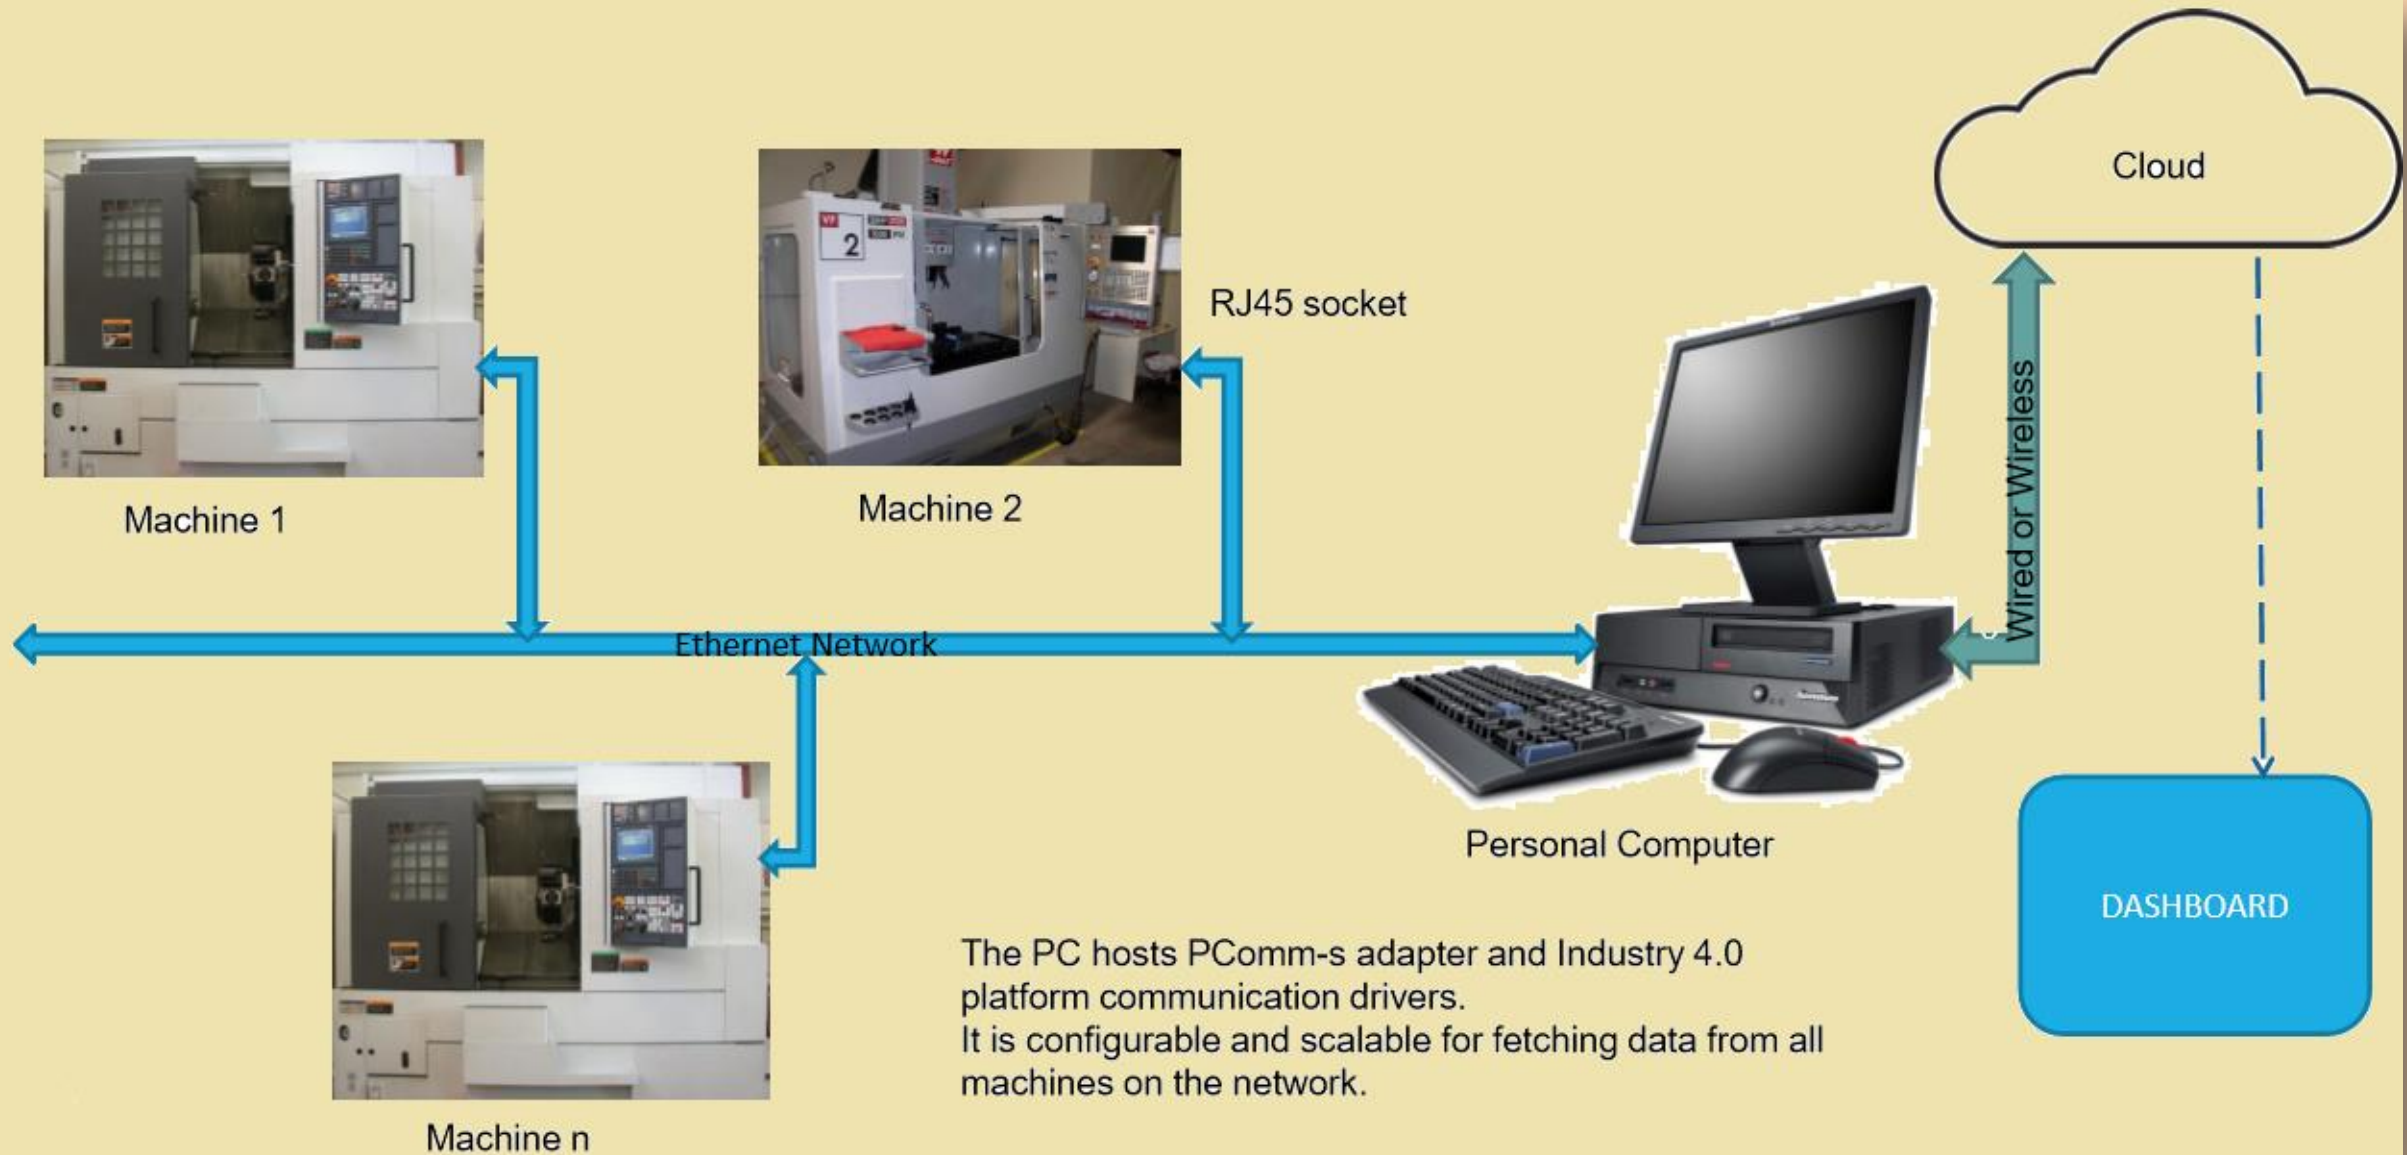 Cloud
VF
2
RJ45 socket
Machine 1
Machine 2
Wired or Wireless
Ethernet Network
Personal Computer
DASHBOARD
The PC hosts PComm-s adapter and Industry 4.0
platform communication drivers.
It is configurable and scalable for fetching data from all
machines on the network.
Machine n